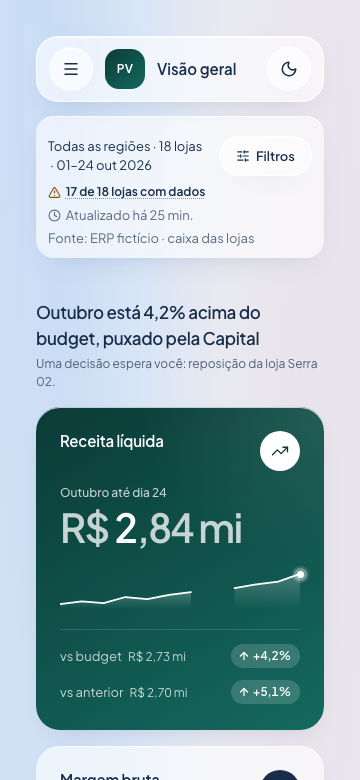 PV
Visão geral
Todas as regiões · 18 lojas
· 01–24 out 2026
Filtros
17 de 18 lojas com dados
Atualizado há 25 min.
Fonte: ERP fictício · caixa das lojas
Outubro está 4,2% acima do
budget, puxado pela Capital
Uma decisão espera você: reposição da loja Serra
02.
Receita líquida
Outubro até dia 24
R$ 2,84 mi
vs budget R$ 2,73 mi
+4,2%
vs anterior R$ 2,70 mi
+5,1%
Margem bruta